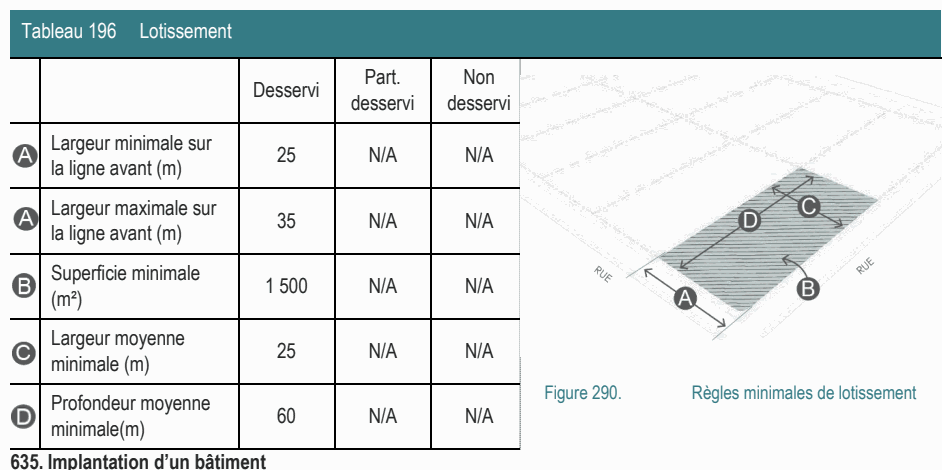 Tableau 196 Lotissement
Desservi
Part.
desservi
Non
desservi
A Largeur minimale sur
la ligne avant (m) 25 N/A N/A
A Largeur maximale sur
la ligne avant (m) 35 N/A N/A
B Superficie minimale
(m²) 1 500 N/A N/A
C Largeur moyenne
minimale (m) 25 N/A N/A
D Profondeur moyenne
minimale(m) 60 N/A N/A
C
D
RUE
RUE
A
B
Figure 290. Règles minimales de lotissement
635. Implantation d'un bâtiment